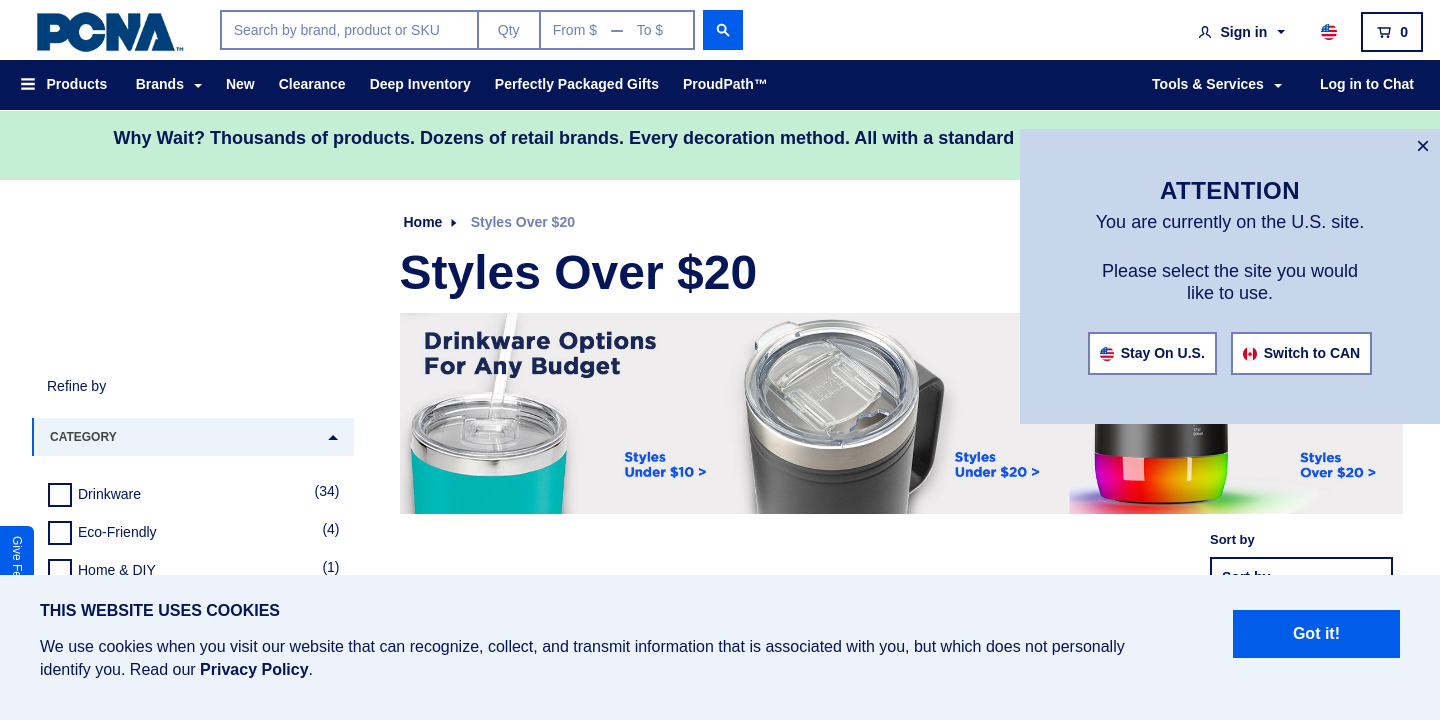 PCNA™
Search by brand, product or SKU
Qty
From $ — To $
Sign in
0
Products
Brands
New
Clearance
Deep Inventory
Perfectly Packaged Gifts
ProudPath™
Tools & Services
Log in to Chat
Why Wait? Thousands of products. Dozens of retail brands. Every decoration method. All with a standard
×
ATTENTION
You are currently on the U.S. site.
Please select the site you would
like to use.
Stay On U.S.
Switch to CAN
Home
Styles Over $20
Styles Over $20
Drinkware Options
For Any Budget
Styles
Under $10 >
Styles
Under $20 >
Styles
Over $20 >
Refine by
CATEGORY
Drinkware (34)
Eco-Friendly (4)
Home & DIY (1)
Sort by
Sort by
Give Fe
THIS WEBSITE USES COOKIES
We use cookies when you visit our website that can recognize, collect, and transmit information that is associated with you, but which does not personally
identify you. Read our Privacy Policy.
Got it!